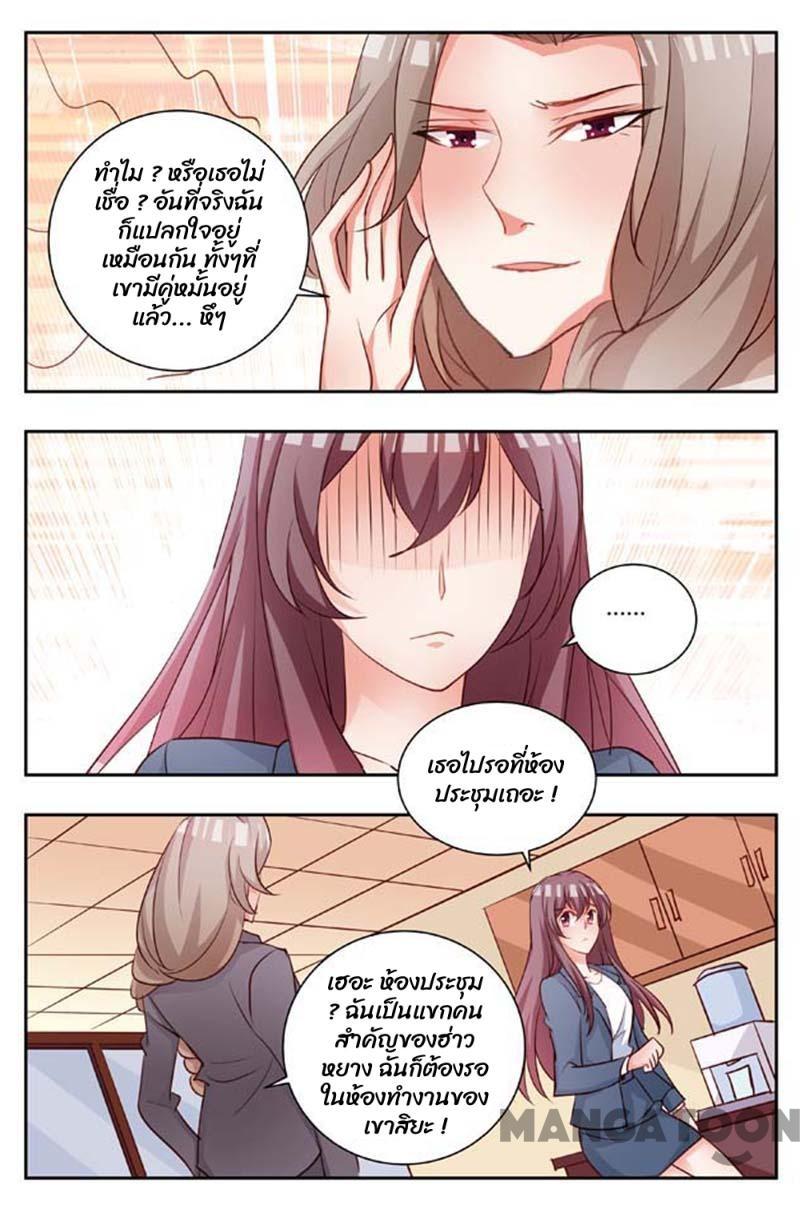 ทำไม ? หรือเธอไม่
เชื่อ ? อันที่จริงฉัน
ก็แปลกใจอยู่
เหมือนกัน ทั้งๆที่
เขามีคู่หมั้นอยู่
แล้ว... หึๆ
......
เธอไปรอที่ห้อง
ประชุมเถอะ !
เฮอะ ห้องประชุม
? ฉันเป็นแขกคน
สำคัญของฮ่าว
หยาง ฉันก็ต้องรอ
ในห้องทำงานของ
เขาสิยะ !
MANGATOON